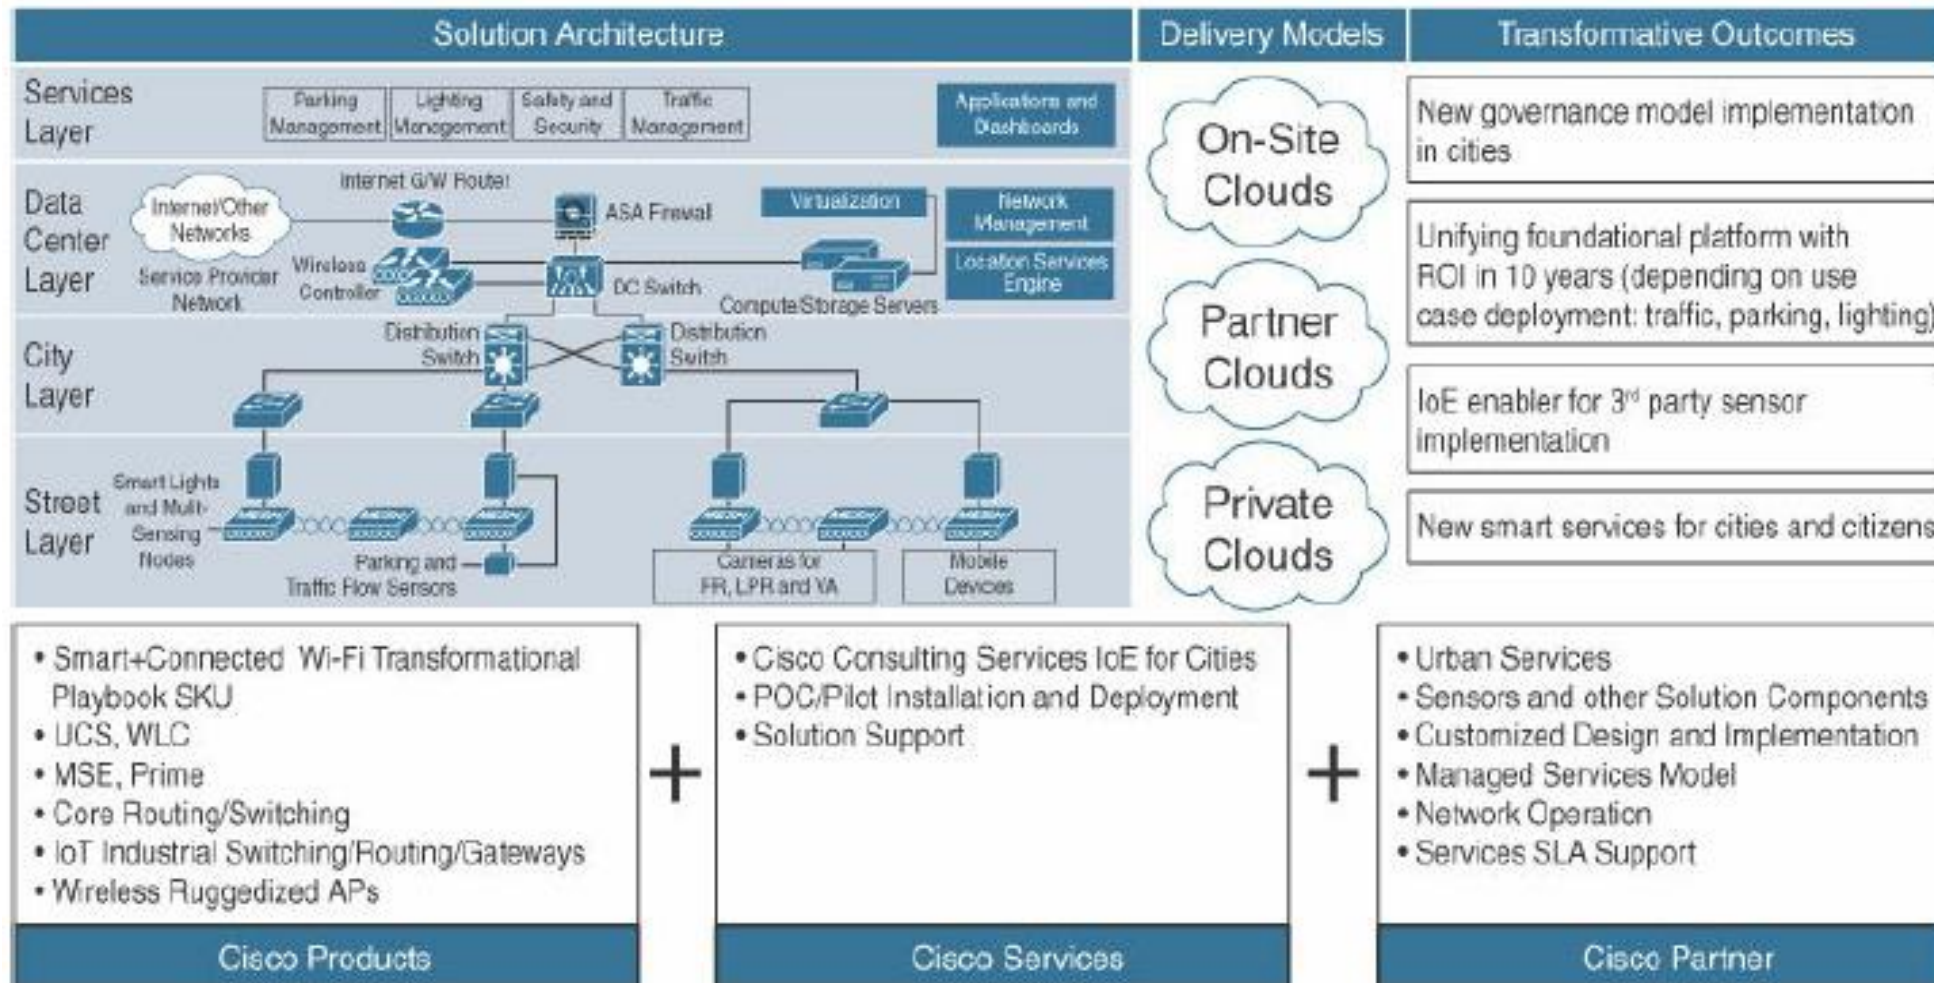 Solution Architecture
Delivery Models
Transformative Outcomes
Services
Layer
Parking
Management
Lighting
Management
Safety and
Security
Traffic
Management
Applications and
Dashboards
Data
Center
Layer
Internet/Other
Networks
Service Provider
Network
Internet G/W Router
ASA Firewall
Wireless
Controller
DC Switch
Virtualization
Compute/Storage Servers
Network
Management
Location Services
Engine
City
Layer
Distribution
Switch
Distribution
Switch
Street
Layer
Smart Lights
and Multi-
Sensing
Nodes
Parking and
Traffic Flow Sensors
Cameras for
FR, LPR and VA
Mobile
Devices
On-Site
Clouds
Partner
Clouds
Private
Clouds
New governance model implementation
in cities
Unifying foundational platform with
ROI in 10 years (depending on use
case deployment: traffic, parking, lighting)
IoE enabler for 3rd party sensor
implementation
New smart services for cities and citizens
• Smart+Connected Wi-Fi Transformational
Playbook SKU
• UCS, WLC
• MSE, Prime
• Core Routing/Switching
• IoT Industrial Switching/Routing/Gateways
• Wireless Ruggedized APs
Cisco Products
+
• Cisco Consulting Services IoE for Cities
• POC/Pilot Installation and Deployment
• Solution Support
Cisco Services
+
• Urban Services
• Sensors and other Solution Components
• Customized Design and Implementation
• Managed Services Model
• Network Operation
• Services SLA Support
Cisco Partner